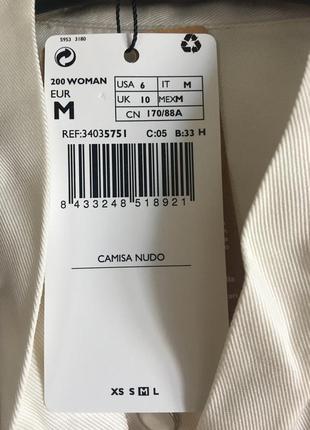 5953 3180
200 WOMAN
EUR
M
USA 6 IT M
UK 10 MEX M
CN 170/88A
REF:34035751 C:05 B:33 H
8 433248 518921
CAMISA NUDO
XS S M L